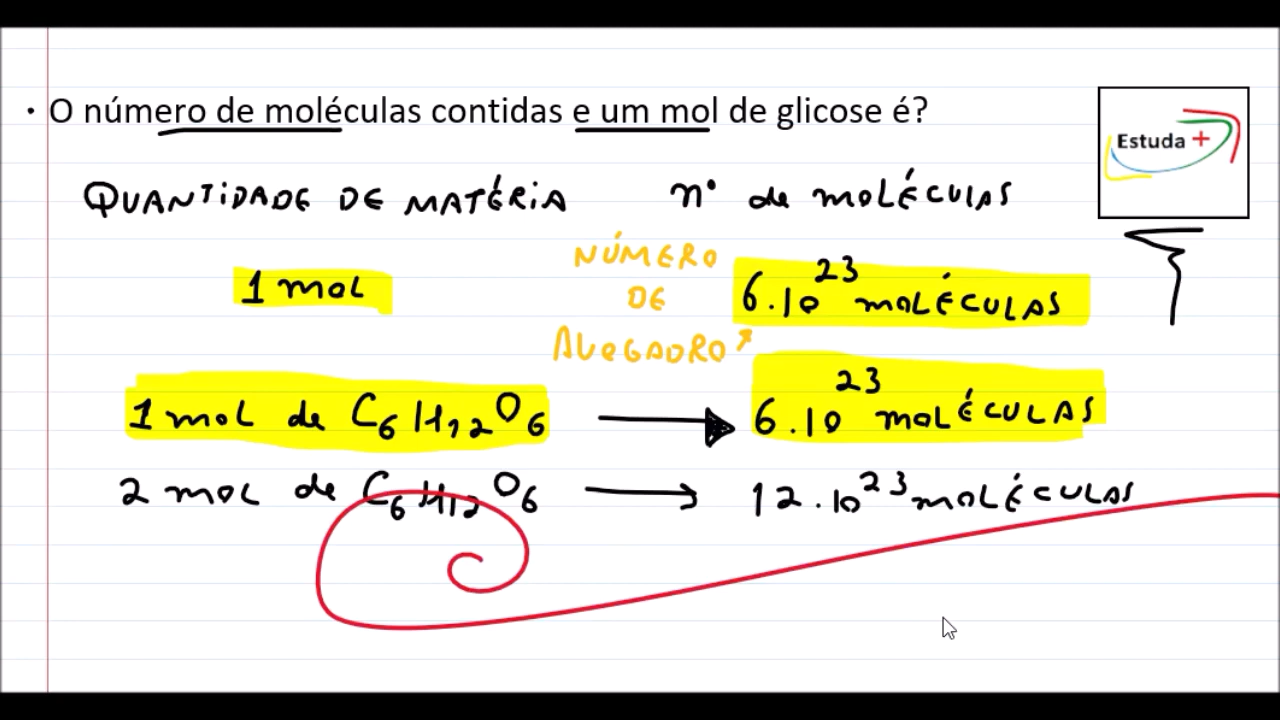 • O número de moléculas contidas e um mol de glicose é?
Estuda +
QUANTIDADE DE MATÉRIA nº de moLÉCULAS
NÚMERO
DE
AVOGADRO
1 moL 6.10²³ moLÉCULAS
1 moL de C₆H₁₂O₆ → 6.10²³ moLÉCULAS
2 moL de C₆H₁₂O₆ → 12.10²³ moLÉCULAS